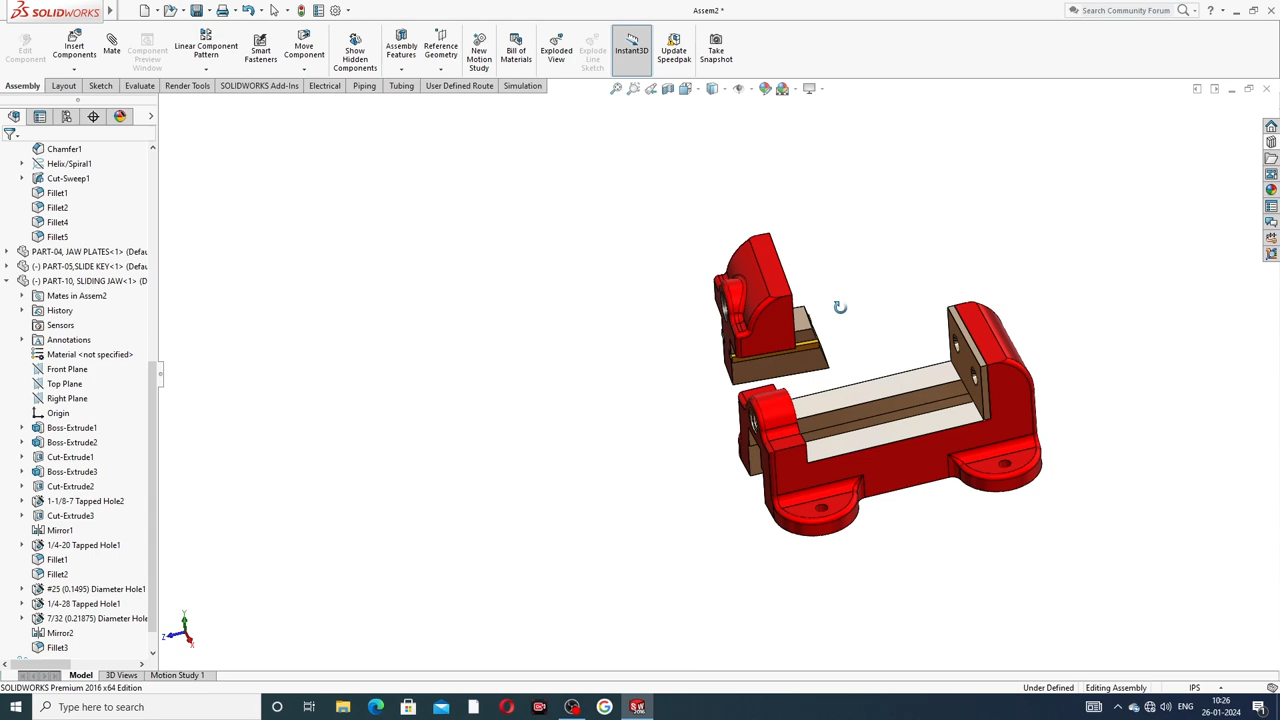 SOLIDWORKS
Assem2 *
Search Community Forum
Edit Component
Insert Components
Mate
Component Preview Window
Linear Component Pattern
Smart Fasteners
Move Component
Show Hidden Components
Assembly Features
Reference Geometry
New Motion Study
Bill of Materials
Exploded View
Explode Line Sketch
Instant3D
Update Speedpak
Take Snapshot
Assembly Layout Sketch Evaluate Render Tools SOLIDWORKS Add-Ins Electrical Piping Tubing User Defined Route Simulation
Chamfer1
Helix/Spiral1
Cut-Sweep1
Fillet1
Fillet2
Fillet4
Fillet5
PART-04, JAW PLATES<1> (Defau
(-) PART-05,SLIDE KEY<1> (Defa
(-) PART-10, SLIDING JAW<1> (D
Mates in Assem2
History
Sensors
Annotations
Material <not specified>
Front Plane
Top Plane
Right Plane
Origin
Boss-Extrude1
Boss-Extrude2
Cut-Extrude1
Boss-Extrude3
Cut-Extrude2
1-1/8-7 Tapped Hole2
Cut-Extrude3
Mirror1
1/4-20 Tapped Hole1
Fillet1
Fillet2
#25 (0.1495) Diameter Hole1
1/4-28 Tapped Hole1
7/32 (0.21875) Diameter Ho
Mirror2
Fillet3
Y
Z
X
Model 3D Views Motion Study 1
SOLIDWORKS Premium 2016 x64 Edition
Under Defined Editing Assembly IPS
Type here to search
ENG
10:26
26-01-2024